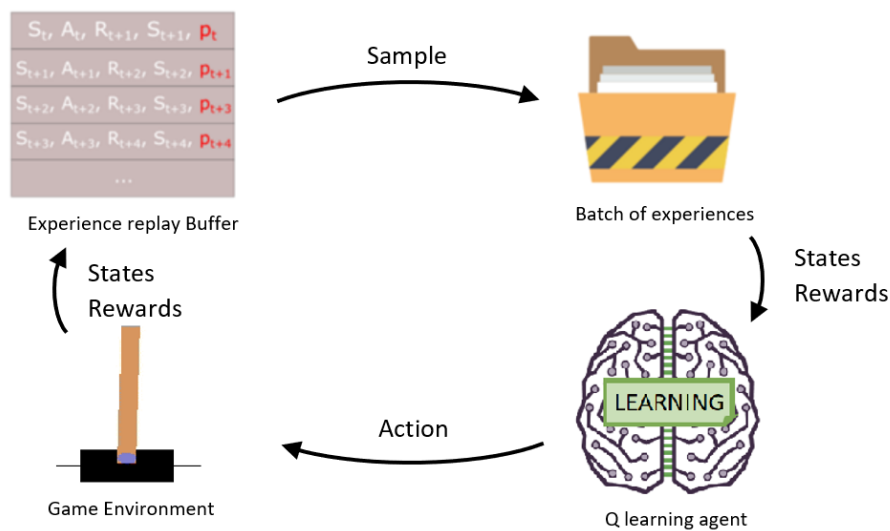 Sₜ, Aₜ, Rₜ₊₁, Sₜ₊₁, pₜ
Sₜ₊₁, Aₜ₊₁, Rₜ₊₂, Sₜ₊₂, pₜ₊₁
Sₜ₊₂, Aₜ₊₂, Rₜ₊₃, Sₜ₊₃, pₜ₊₃
Sₜ₊₃, Aₜ₊₃, Rₜ₊₄, Sₜ₊₄, pₜ₊₄
...
Experience replay Buffer
Sample
Batch of experiences
States
Rewards
States
Rewards
LEARNING
Action
Game Environment
Q learning agent